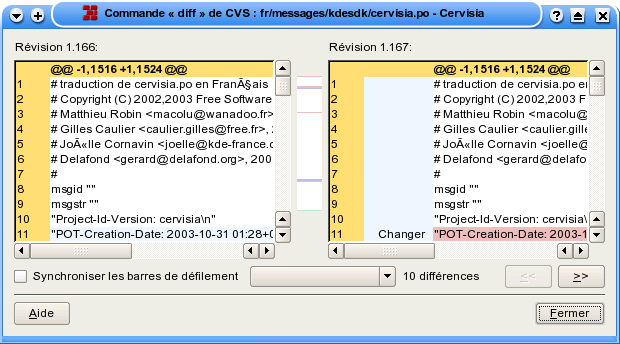 Commande « diff » de CVS : fr/messages/kdesdk/cervisia.po - Cervisia
Révision 1.166:
Révision 1.167:
@@ -1,1516 +1,1524 @@
1 # traduction de cervisia.po en FranÃ§ais
2 # Copyright (C) 2002,2003 Free Software
3 # Matthieu Robin <macolu@wanadoo.fr>
4 # Gilles Caulier <caulier.gilles@free.fr>, 
5 # JoÃ«lle Cornavin <joelle@kde-france.
6 # Delafond <gerard@delafond.org>, 200
7 #
8 msgid ""
9 msgstr ""
10 "Project-Id-Version: cervisia\n"
11 "POT-Creation-Date: 2003-10-31 01:28+0
@@ -1,1516 +1,1524 @@
1 # traduction de cervisia.po en
2 # Copyright (C) 2002,2003 F
3 # Matthieu Robin <macolu@w
4 # Gilles Caulier <caulier.gille
5 # JoÃ«lle Cornavin <joelle@
6 # Delafond <gerard@delafo
7 #
8 msgid ""
9 msgstr ""
10 "Project-Id-Version: cervisia\
11 Changer "POT-Creation-Date: 2003-1
Synchroniser les barres de défilement
10 différences
<<
>>
Aide
Fermer